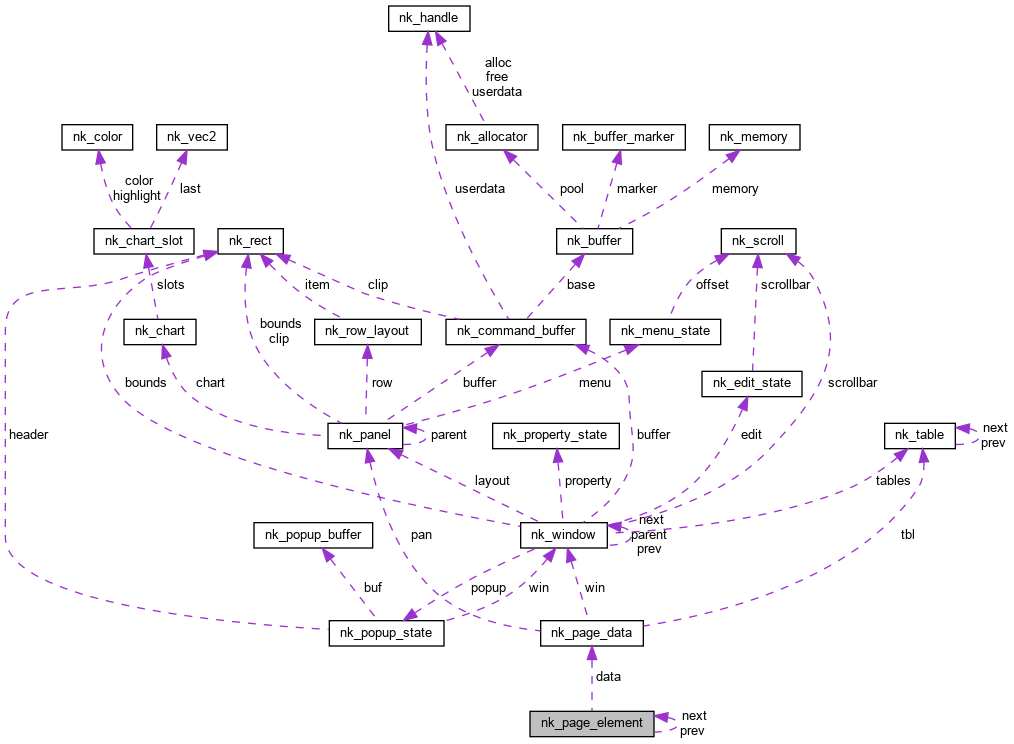 nk_handle
alloc
free
userdata
nk_color
nk_vec2
nk_allocator
nk_buffer_marker
nk_memory
color
highlight
last
userdata
pool
marker
memory
nk_chart_slot
nk_rect
nk_buffer
nk_scroll
slots
item
clip
base
offset
scrollbar
nk_chart
bounds
clip
nk_row_layout
nk_command_buffer
nk_menu_state
bounds
chart
row
buffer
menu
nk_edit_state
scrollbar
header
nk_panel
parent
nk_property_state
buffer
edit
nk_table
next
prev
layout
property
tables
nk_popup_buffer
pan
nk_window
next
parent
prev
tbl
buf
popup
win
win
nk_popup_state
nk_page_data
data
nk_page_element
next
prev